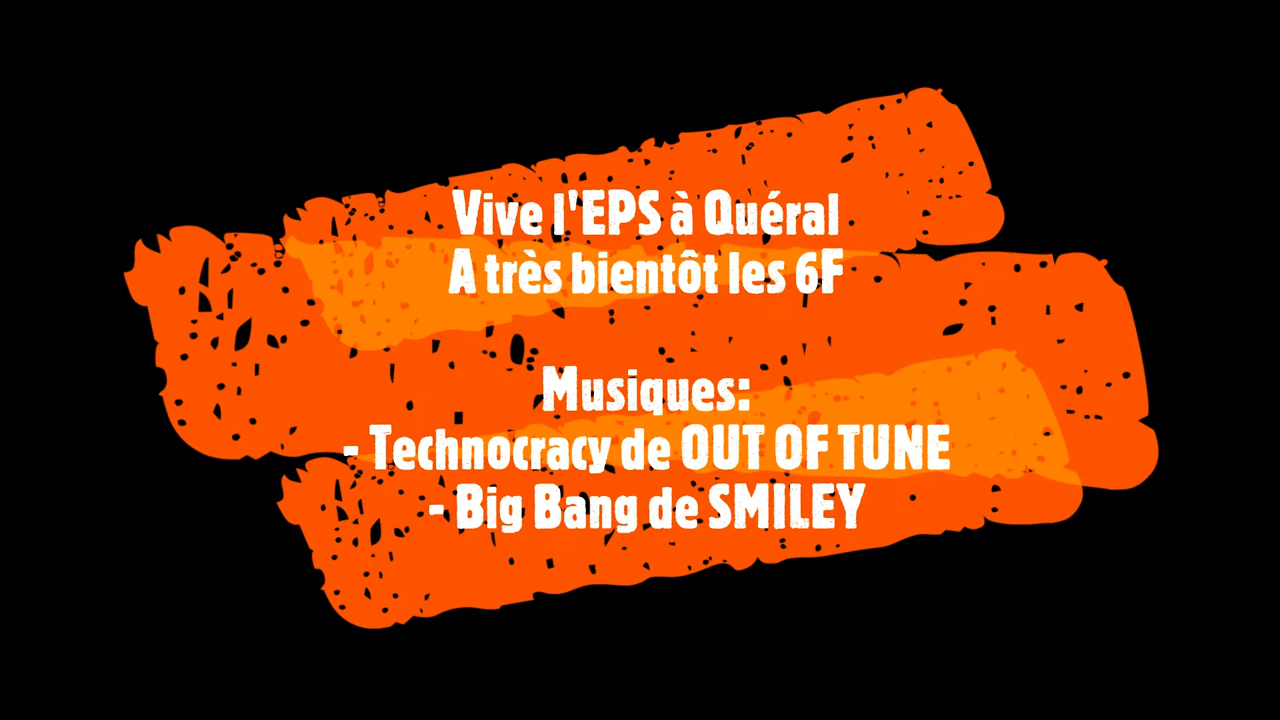 Vive l'EPS à Quéral
A très bientôt les 6F
Musiques:
- Technocracy de OUT OF TUNE
- Big Bang de SMILEY